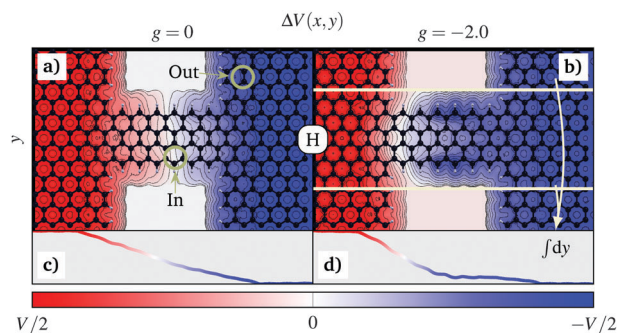 ΔV(x, y)
g = 0
g = −2.0
a)
Out
b)
y
H
In
∫dy
c)
d)
V/2
0
−V/2